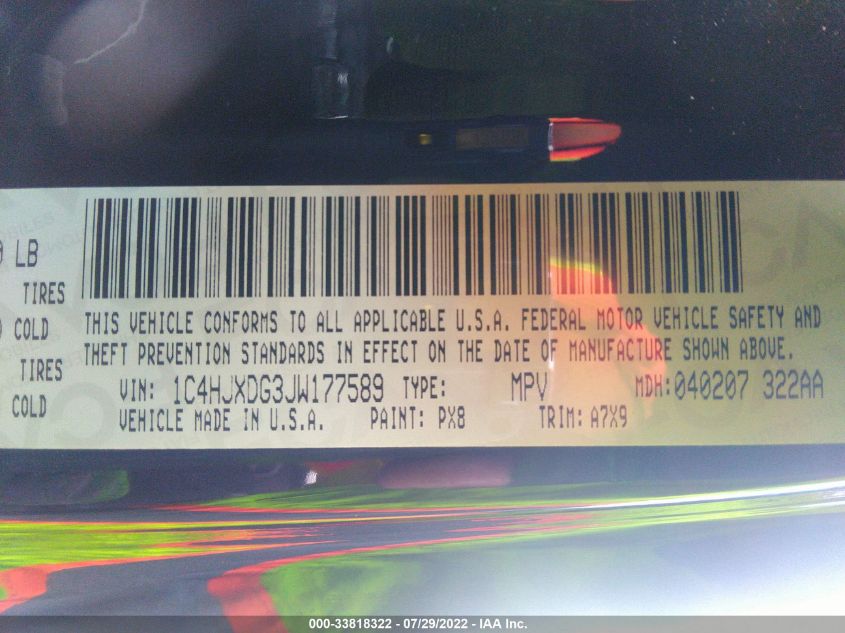 LB
TIRES
COLD
TIRES
COLD
THIS VEHICLE CONFORMS TO ALL APPLICABLE U.S.A. FEDERAL MOTOR VEHICLE SAFETY AND
THEFT PREVENTION STANDARDS IN EFFECT ON THE DATE OF MANUFACTURE SHOWN ABOVE.
VIN: 1C4HJXDG3JW177589 TYPE: MPV MDH:040207 322AA
VEHICLE MADE IN U.S.A. PAINT: PX8 TRIM: A7X9
000-33818322 - 07/29/2022 - IAA Inc.